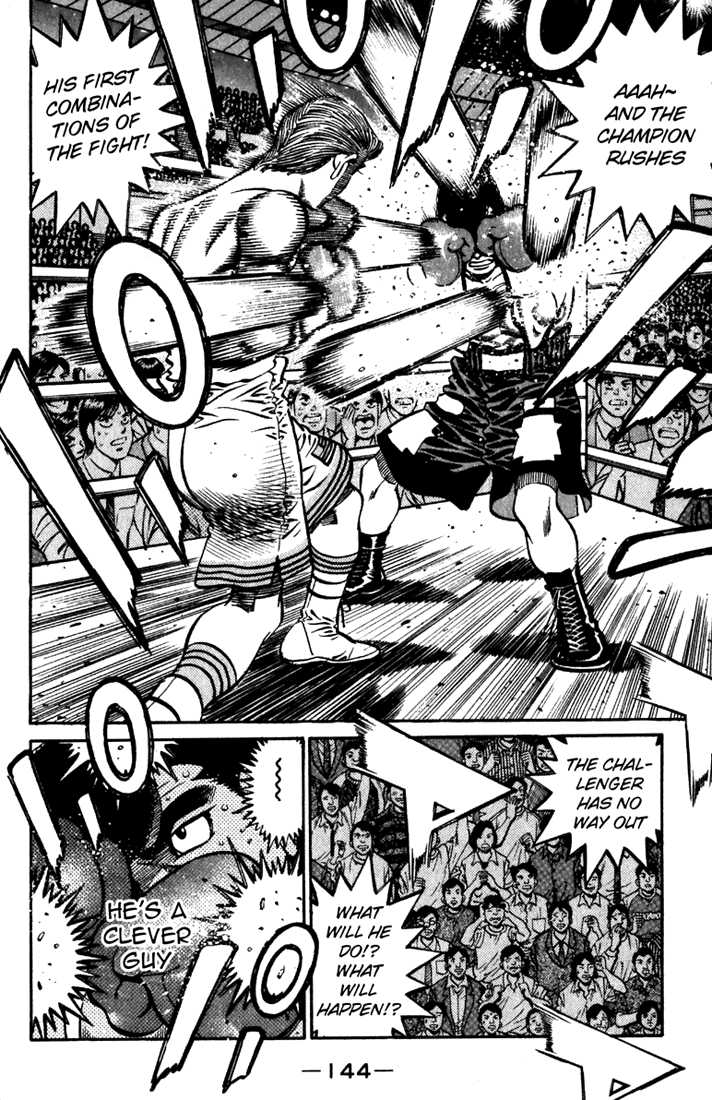 AAAH~
AND THE
CHAMPION
RUSHES
HIS FIRST
COMBINA-
TIONS OF
THE FIGHT!
THE CHAL-
LENGER
HAS NO
WAY OUT
WHAT
WILL HE
DO!?
WHAT
WILL
HAPPEN!?
HE'S A
CLEVER
GUY
—144—